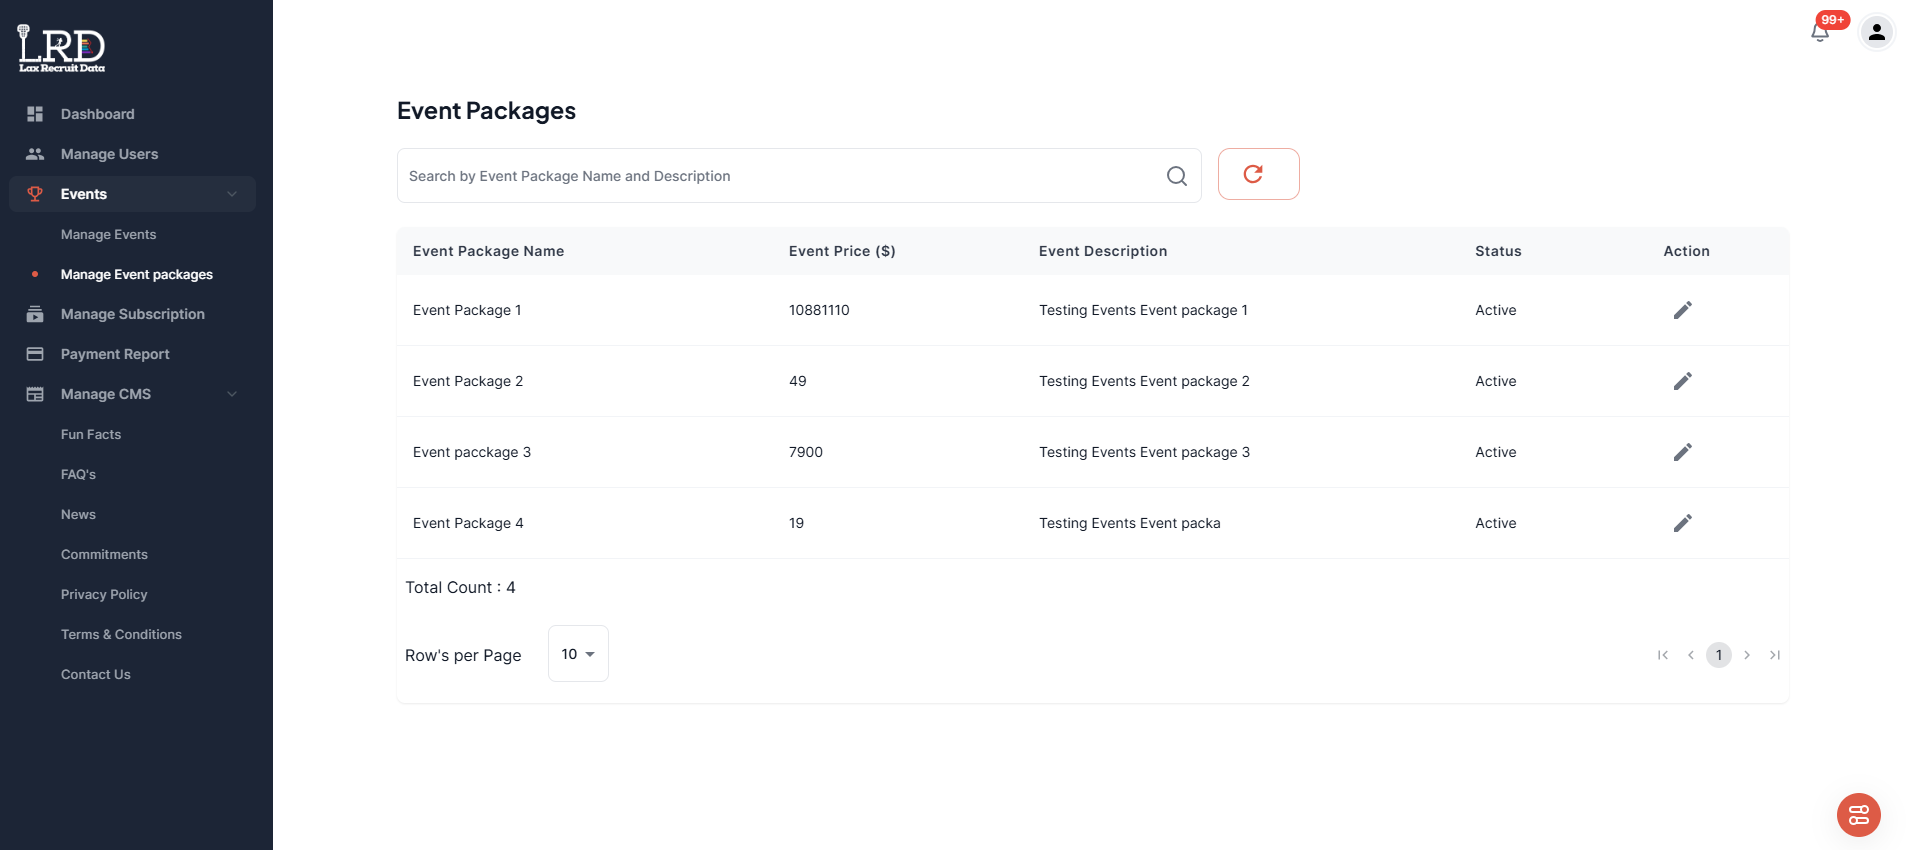 LRD
Lax Recruit Data
99+
Dashboard
Manage Users
Events
Manage Events
Manage Event packages
Manage Subscription
Payment Report
Manage CMS
Fun Facts
FAQ's
News
Commitments
Privacy Policy
Terms & Conditions
Contact Us
Event Packages
Search by Event Package Name and Description
Event Package Name Event Price ($) Event Description Status Action
Event Package 1 10881110 Testing Events Event package 1 Active
Event Package 2 49 Testing Events Event package 2 Active
Event pacckage 3 7900 Testing Events Event package 3 Active
Event Package 4 19 Testing Events Event packa Active
Total Count : 4
Row's per Page 10 1